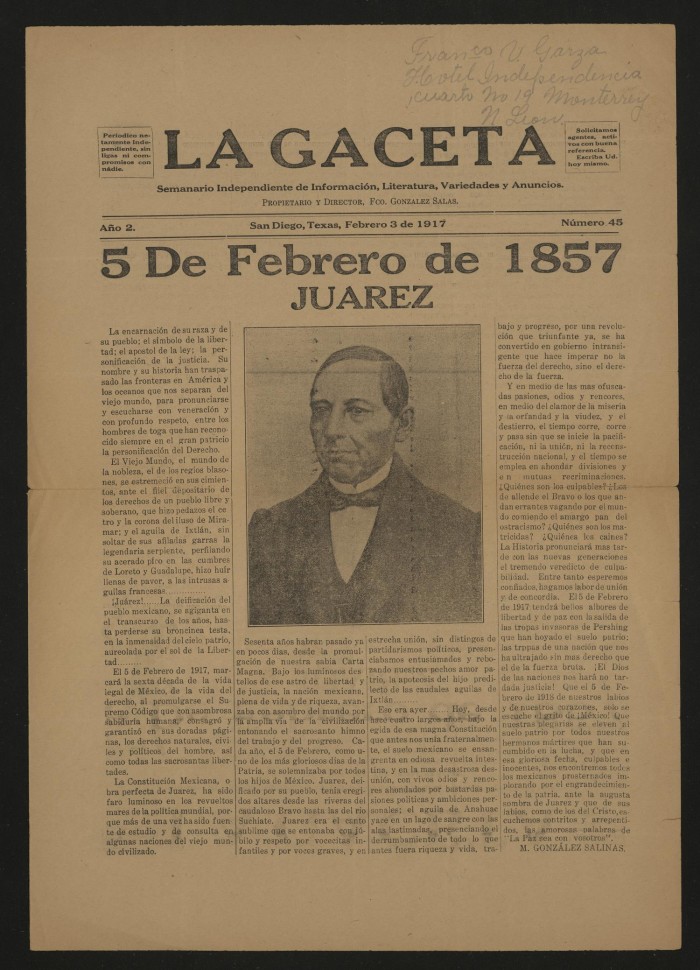 Franco V Garza
Hotel Independencia
cuarto No 19 Monterrey
N Leon
Periodico ne-
tamente Inde-
pendiante, sin
ligas ni com-
promisos con
nádie.
LA GACETA
Solicitamos
agentes, acti-
vos con buena
referencia.
Escriba Ud.
hoy mismo.
Semanario Independiente de Información, Literatura, Variedades y Anuncios.
PROPIETARIO Y DIRECTOR, FCO. GONZALEZ SALAS.
Año 2.
San Diego, Texas, Febrero 3 de 1917
Número 45
5 De Febrero de 1857
JUAREZ
La encarnación de su raza y de
su pueblo; el símbolo de la liber-
tad; el apostol de la ley; la per-
sonificación de la justicia. Su
nombre y su historia han traspa-
sado las fronteras en América y
los oceanos que nos separan del
viejo mundo, para pronunciarse
y escucharse con veneración y
con profundo respeto, entre los
hombres de toga que han recono-
cido siempre en el gran patricio
la personificación del Derecho.
El Viejo Mundo, el mundo de
la nobleza, el de los regios blaso-
nes, se estremeció en sus cimien-
tos, ante el fiel depositario de
los derechos de un pueblo libre y
soberano, que hizo pedazos el ce
tro y la corona del iluso de Mira-
mar; y el aguila de Ixtlán, sin
soltar de sus afiladas garras la
legendaria serpiente, perfilando
su acerado pico en las cumbres
de Loreto y Guadalupe, hizo huir
llenas de pavor, a las intrusas a
guilas francesas
¡Juárez!..... La deificación del
pueblo mexicano, se agiganta en
el transcurso de los años, has-
ta perderse su broncinea testa,
en la inmensidad del cielo patrio,
aureolada por el sol de la Liber-
tad
El 5 de Febrero de 1917, mar-
cará la sexta década de la vida
legal de México, de la vida del
derecho, al promulgarse el Su-
premo Código que con asombrosa
sabiduría humana, consagró y
garantisó en sus doradas pági-
nas, los derechos naturales, civi-
les y políticos del hombre, así
como todas las sacrosantas liber-
tades.
La Constitución Mexicana, o
bra perfecta de Juarez, ha sido
faro luminoso en los revueltos
mares de la política mundial, por-
que más de una vez ha sido fuen-
te de estudio y de consulta en
algunas naciones del viejo mun-
do civilizado.
Sesenta años habran pasado ya
en pocos dias, desde la promul-
gación de nuestra sabia Carta
Magna. Bajo los luminosos des-
tellos de ese astro de libertad y
de justicia, la nación mexicana,
plena de vida y de riqueza, avan-
zaba con asombro del mundo por
la amplia via de la civilización
entonando el sacrosanto himno
del trabajo y del progreso. Ca-
da año, el 5 de Febrero, como u-
no de los más gloriosos dias de la
Patria, se solemnizaba por todos
los hijos de México. Juarez, dei-
ficado por su pueblo, tenía eregi-
dos altares desde las riveras del
caudaloso Bravo hasta las del río
Suchiate. Juarez era el canto
sublime que se entonaba con jú-
bilo y respeto por vocecitas in-
fantiles y por voces graves, y en
estrecha unión, sin distingos de
partidarismos políticos, presen-
ciabamos entusiasmados y rebo-
sando nuestros pechos amor pa-
trio, la apoteosis del hijo predi-
lecto de las caudales aguilas de
Ixtlán
Eso era ayer...... Hoy, desde
hace cuatro largos años, bajo la
egida de esa magna Constitución
que antes nos unía fraternalmen-
te, el suelo mexicano se ensan-
grenta en odiosa revuelta intes-
tina, y en la mas desastrosa des-
unión, con vivos odios y renco-
res ahondados por bastardas pa-
siones políticas y ambiciones per-
sonales; el aguila de Anahuac
yace en un lago de sangre con las
alas lastimadas, presenciando el
derrumbamiento de todo lo que
antes fuera riqueza y vida, tra-
bajo y progreso, por una revolu-
ción que triunfante ya, se ha
convertido en gobierno intransi-
gente que hace imperar no la
fuerza del derecho, sino el dere-
cho de la fuerza.
Y en medio de las mas ofusca-
das pasiones, odios y rencores,
en medio del clamor de la miseria
y la orfandad y la viudez, y el
destierro, el tiempo corre, corre
y pasa sin que se inicie la pacifi-
cación, ni la unión, ni la recons-
trucción nacional, y el tiempo se
emplea en ahondar divisiones y
en mutuas recriminaciones.
¿Quiénes son los culpables? ¿Los
de allende el Bravo o los que an-
dan errantes vagando por el mun-
do comiendo el amargo pan del
ostrasismo? ¿Quiénes son los ma-
tricidas? ¿Quiénes los caines?
La Historia pronunciará mas tar-
de con las nuevas generaciones
el tremendo veredicto de culpa-
bilidad. Entre tanto esperemos
confiados, hagamos labor de unión
y de concordia. El 5 de Febrero
de 1917 tendrá bellos albores de
libertad y de paz con la salida de
las tropas invasoras de Pershing
que han hoyado el suelo patrio;
las tropas de una nación que nos
ha ultrajado sin mas derecho que
el de la fuerza bruta. ¡El Dios
de las naciones nos hará no tar-
dada justicia! Que el 5 de Fe-
brero de 1918 de nuestros labios
y de nuestros corazones, sólo se
escuche el grito de ¡México! Que
nuestras plegarias se eleven al
suelo patrio por todos nuestros
hermanos mártires que han su-
cumbido en la lucha, y que en
esa gloriosa fecha, culpables e
inocentes, nos encontremos todos
los mexicanos prosternados im-
plorando por el engrandecimien-
to de la patria, ante la augusta
sombra de Juarez y que de sus
labios, como de los del Cristo, es-
cuchemos contritos y arrepenti-
dos, las amorosas palabras de
"La Paz sea con vosotros".
M. GONZÁLEZ SALINAS.